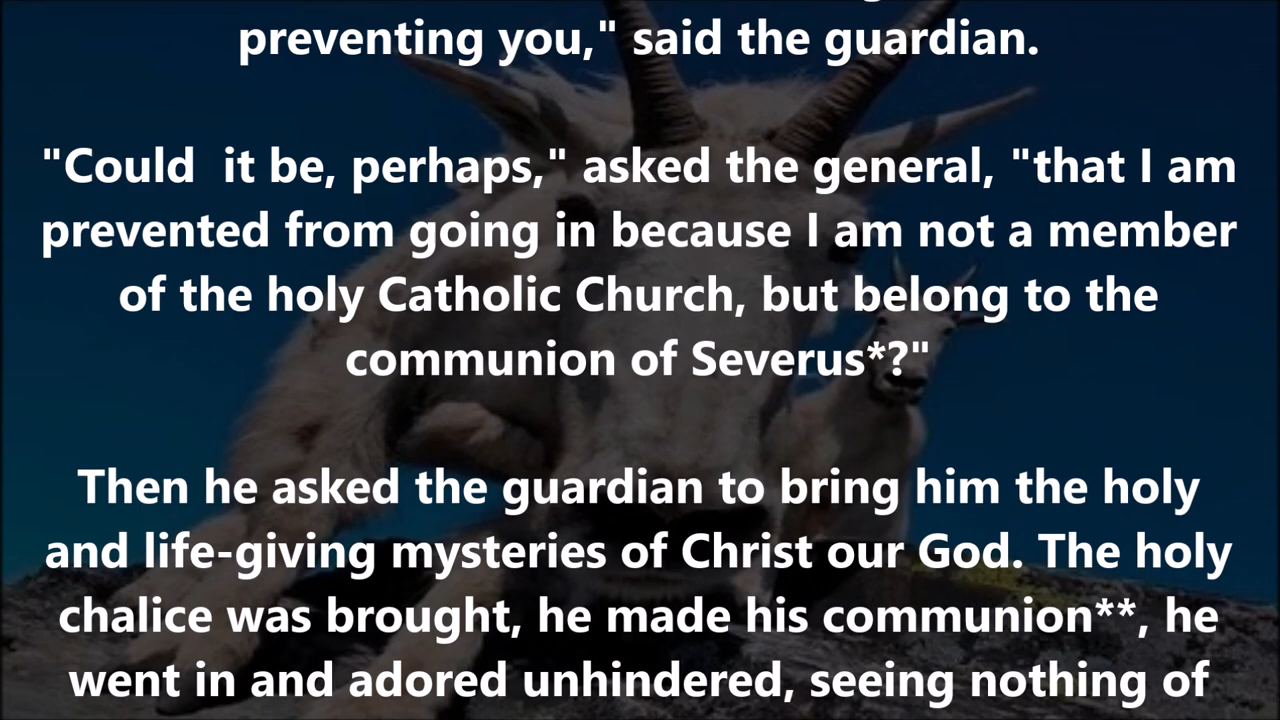 preventing you," said the guardian.
"Could it be, perhaps," asked the general, "that I am
prevented from going in because I am not a member
of the holy Catholic Church, but belong to the
communion of Severus*?"
Then he asked the guardian to bring him the holy
and life-giving mysteries of Christ our God. The holy
chalice was brought, he made his communion**, he
went in and adored unhindered, seeing nothing of